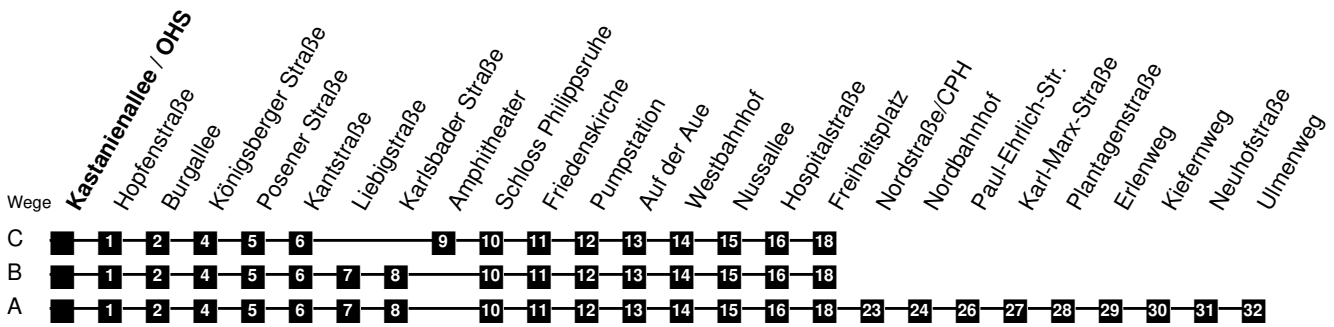 Kastanienallee / OHS
Hopfenstraße
Burgallee
Königsberger Straße
Posener Straße
Kantstraße
Liebigstraße
Karlsbader Straße
Amphitheater
Schloss Philippsruhe
Friedenskirche
Pumpstation
Auf der Aue
Westbahnhof
Nussallee
Hospitalstraße
Freiheitsplatz
Nordstraße/CPH
Nordbahnhof
Paul-Ehrlich-Str.
Karl-Marx-Straße
Plantagenstraße
Erlenweg
Kiefernweg
Neuhofstraße
Ulmenweg
Wege
C 1 2 4 5 6 9 10 11 12 13 14 15 16 18
B 1 2 4 5 6 7 8 10 11 12 13 14 15 16 18
A 1 2 4 5 6 7 8 10 11 12 13 14 15 16 18 23 24 26 27 28 29 30 31 32